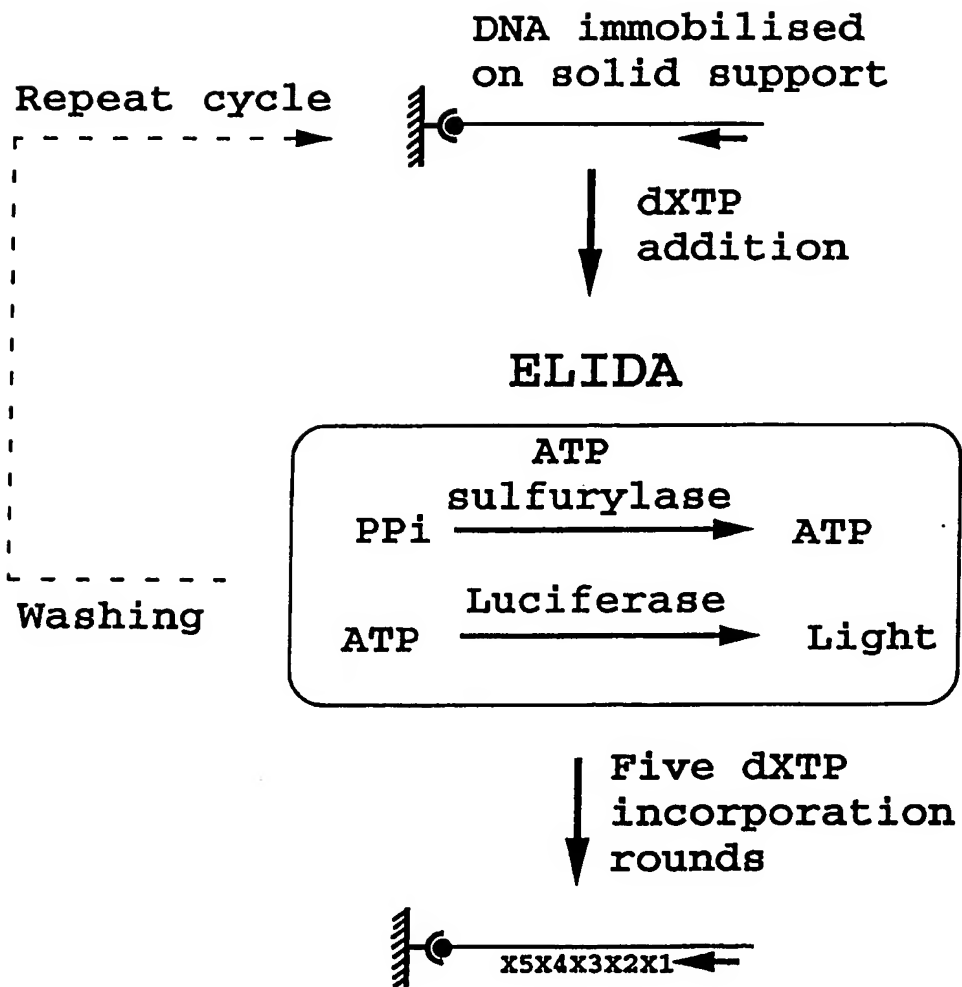 DNA immobilised
on solid support
Repeat cycle
dXTP
addition
ELIDA
ATP
sulfurylase
PPi
ATP
Washing
Luciferase
ATP
Light
Five dXTP
incorporation
rounds
X5X4X3X2X1